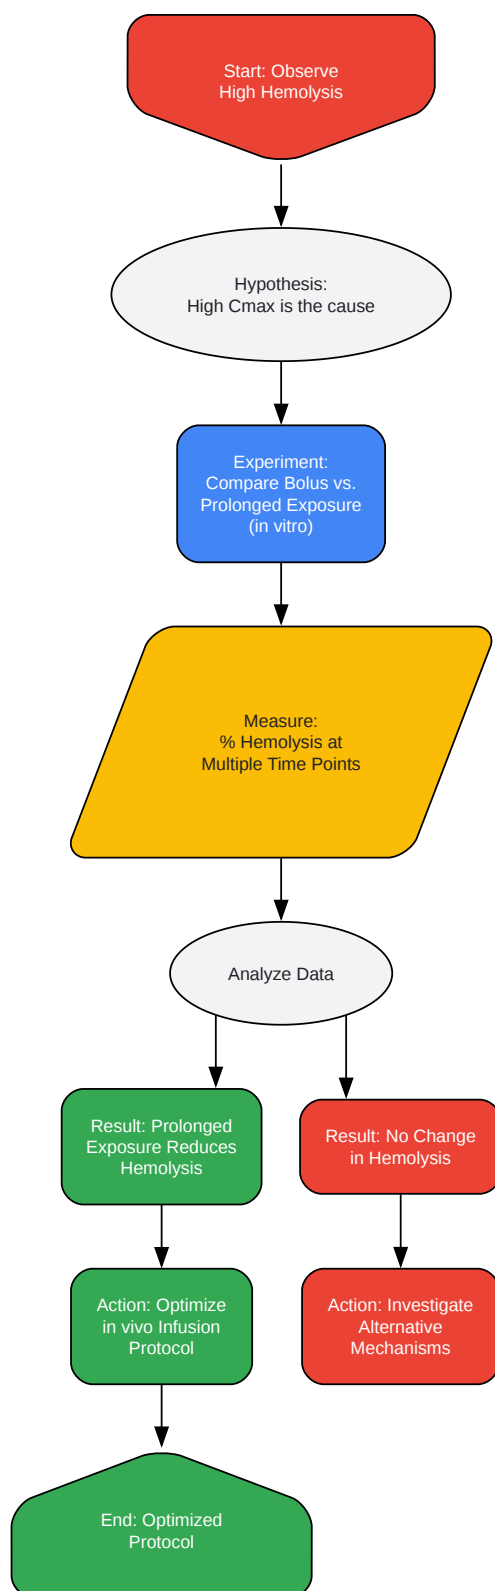 Start: Observe
High Hemolysis
Hypothesis:
High Cmax is the cause
Experiment:
Compare Bolus vs.
Prolonged Exposure
(in vitro)
Measure:
% Hemolysis at
Multiple Time Points
Analyze Data
Result: Prolonged
Exposure Reduces
Hemolysis
Result: No Change
in Hemolysis
Action: Optimize
in vivo Infusion
Protocol
Action: Investigate
Alternative
Mechanisms
End: Optimized
Protocol